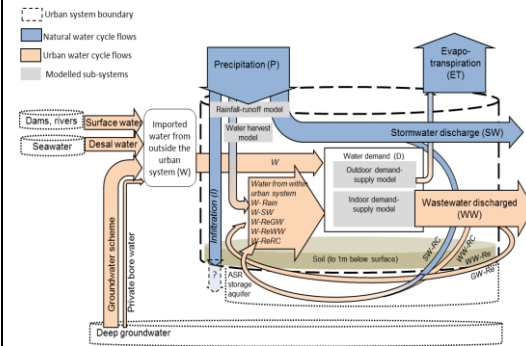 Urban system boundary
Natural water cycle flows
Urban water cycle flows
Modelled sub-systems
Precipitation (P)
Evapo-
transpiration
(ET)
Rainfall-runoff model
Water harvest
model
Dams, rivers
Surface water
Seawater
Desal water
Imported
water from
outside the
urban
system (W)
Stormwater discharge (SW)
W
Water demand (D)
Outdoor demand-
supply model
Indoor demand-
supply model
Water from within
urban system
W-Rain
W-SW
W-ReGW
W-ReWW
W-ReRC
Wastewater discharged
(WW)
Infiltration (I)
Groundwater scheme
Private bore water
SW-RC
WW-RC
WW-Re
GW-Re
Soil (to 1m below surface)
?
ASR
storage
aquifer
Deep groundwater